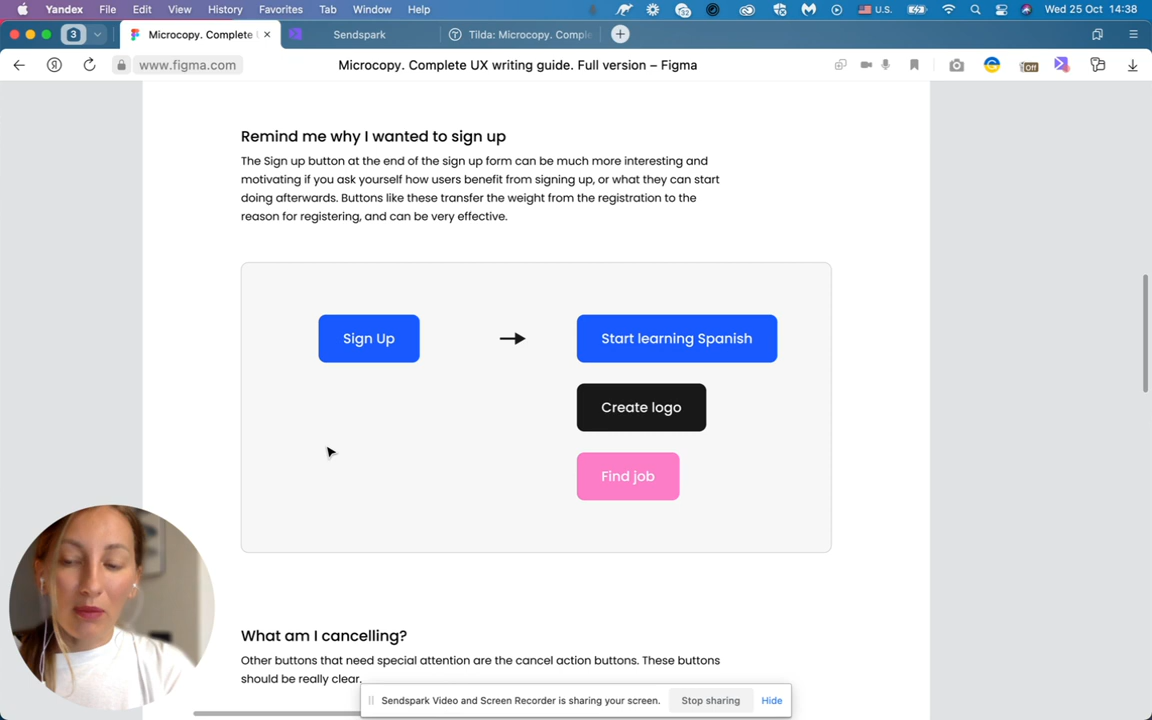 Yandex File Edit View History Favorites Tab Window Help U.S. Wed 25 Oct 14:38
3 Microcopy. Complete Sendspark Tilda: Microcopy. Comple
www.figma.com Microcopy. Complete UX writing guide. Full version – Figma Off
Remind me why I wanted to sign up
The Sign up button at the end of the sign up form can be much more interesting and
motivating if you ask yourself how users benefit from signing up, or what they can start
doing afterwards. Buttons like these transfer the weight from the registration to the
reason for registering, and can be very effective.
Sign Up
Start learning Spanish
Create logo
Find job
What am I cancelling?
Other buttons that need special attention are the cancel action buttons. These buttons
should be really clear.
Sendspark Video and Screen Recorder is sharing your screen. Stop sharing Hide